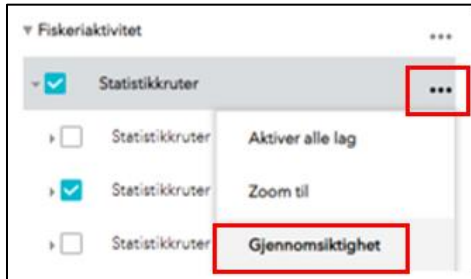 Fiskeriaktivitet ...
Statistikkruter ...
Statistikkruter Aktiver alle lag
Statistikkruter Zoom til
Statistikkruter Gjennomsiktighet